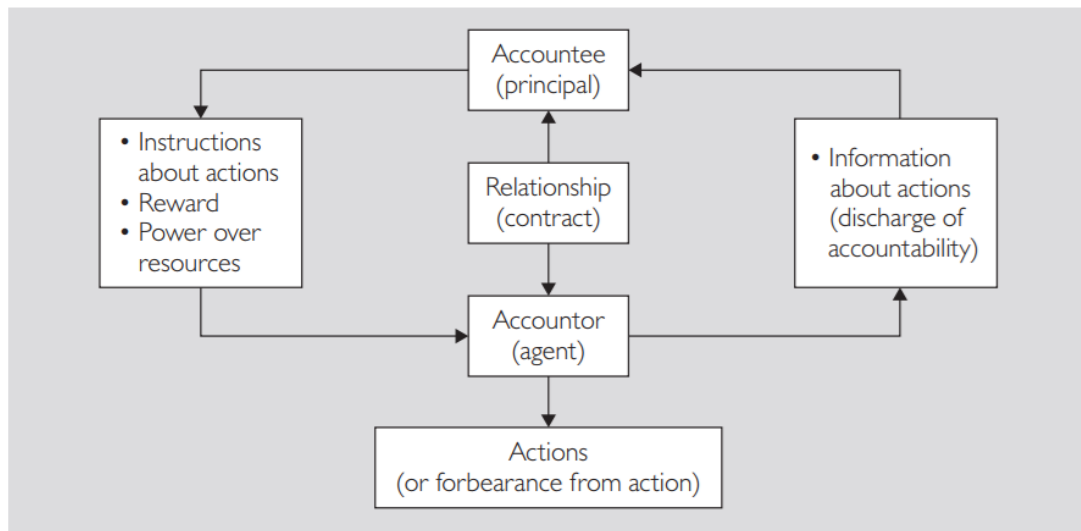 Accountee
(principal)
• Instructions
about actions
• Reward
• Power over
resources
Relationship
(contract)
• Information
about actions
(discharge of
accountability)
Accountor
(agent)
Actions
(or forbearance from action)